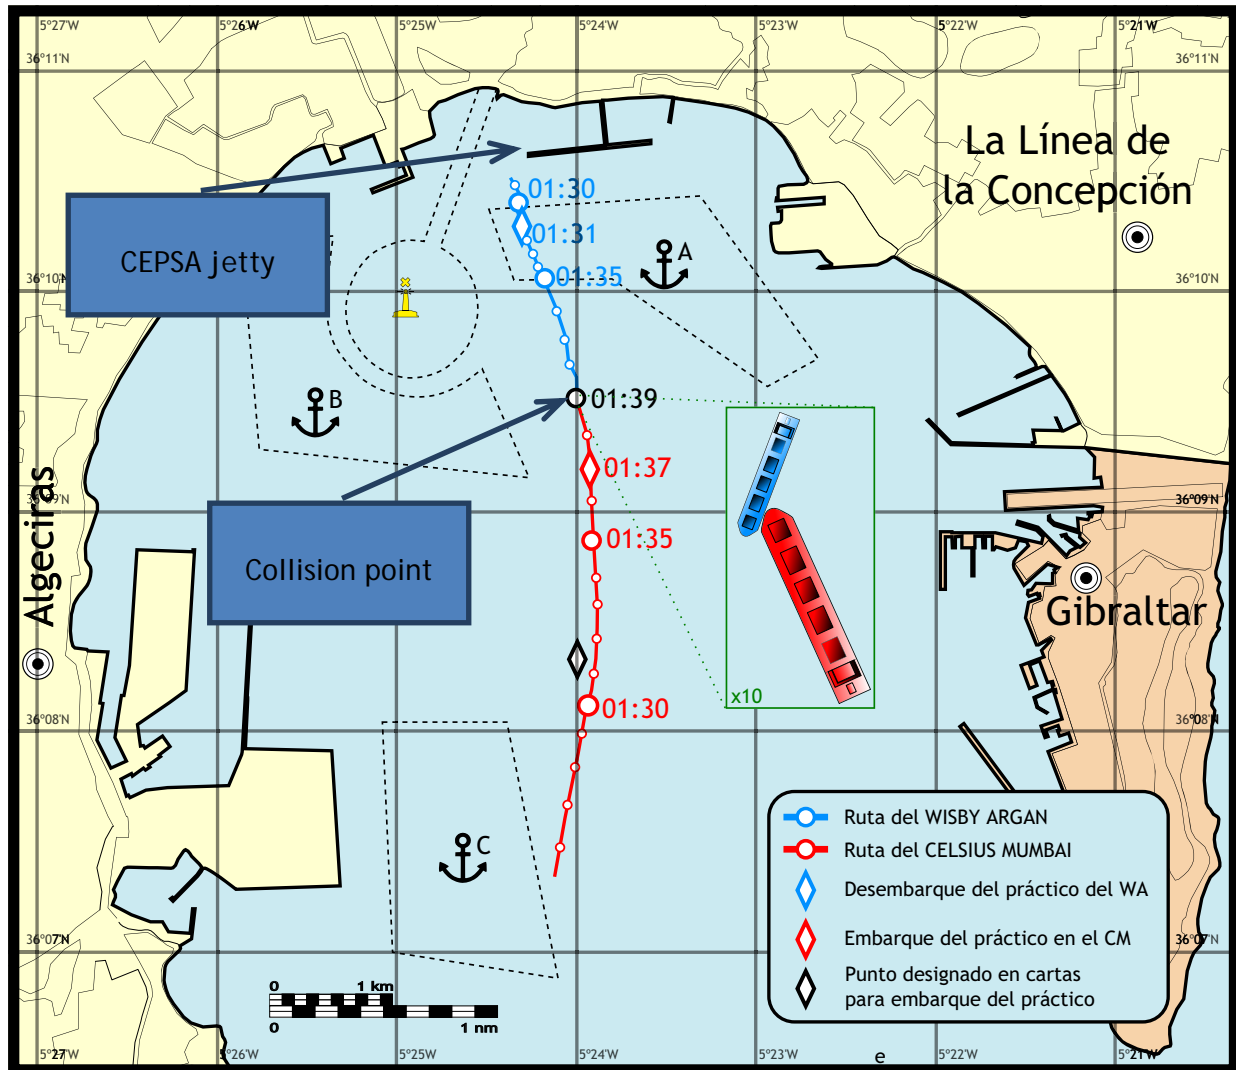 5°27'W
5°26'W
5°25'W
5°24'W
5°23'W
5°22'W
5°21'W
36°11'N
36°11'N
La Línea de
la Concepción
01:30
01:31
A
CEPSA jetty
36°10'N
01:35
36°10'N
B
01:39
01:37
Algeciras
36°09'N
36°09'N
01:35
Collision point
Gibraltar
x10
01:30
36°08'N
36°08'N
C
Ruta del WISBY ARGAN
Ruta del CELSIUS MUMBAI
Desembarque del práctico del WA
Embarque del práctico en el CM
Punto designado en cartas
para embarque del práctico
36°07'N
36°07'N
0
1 km
0
1 nm
5°27'W
5°26'W
5°25'W
5°24'W
5°23'W
e
5°22'W
5°21'W